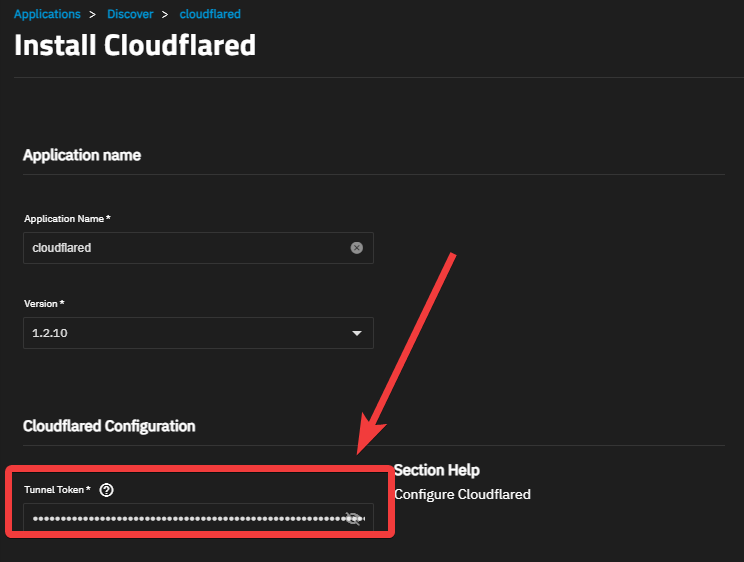 Applications > Discover > cloudflared
Install Cloudflared
Application name
Application Name *
cloudflared
Version *
1.2.10
Cloudflared Configuration
Tunnel Token *
Section Help
Configure Cloudflared